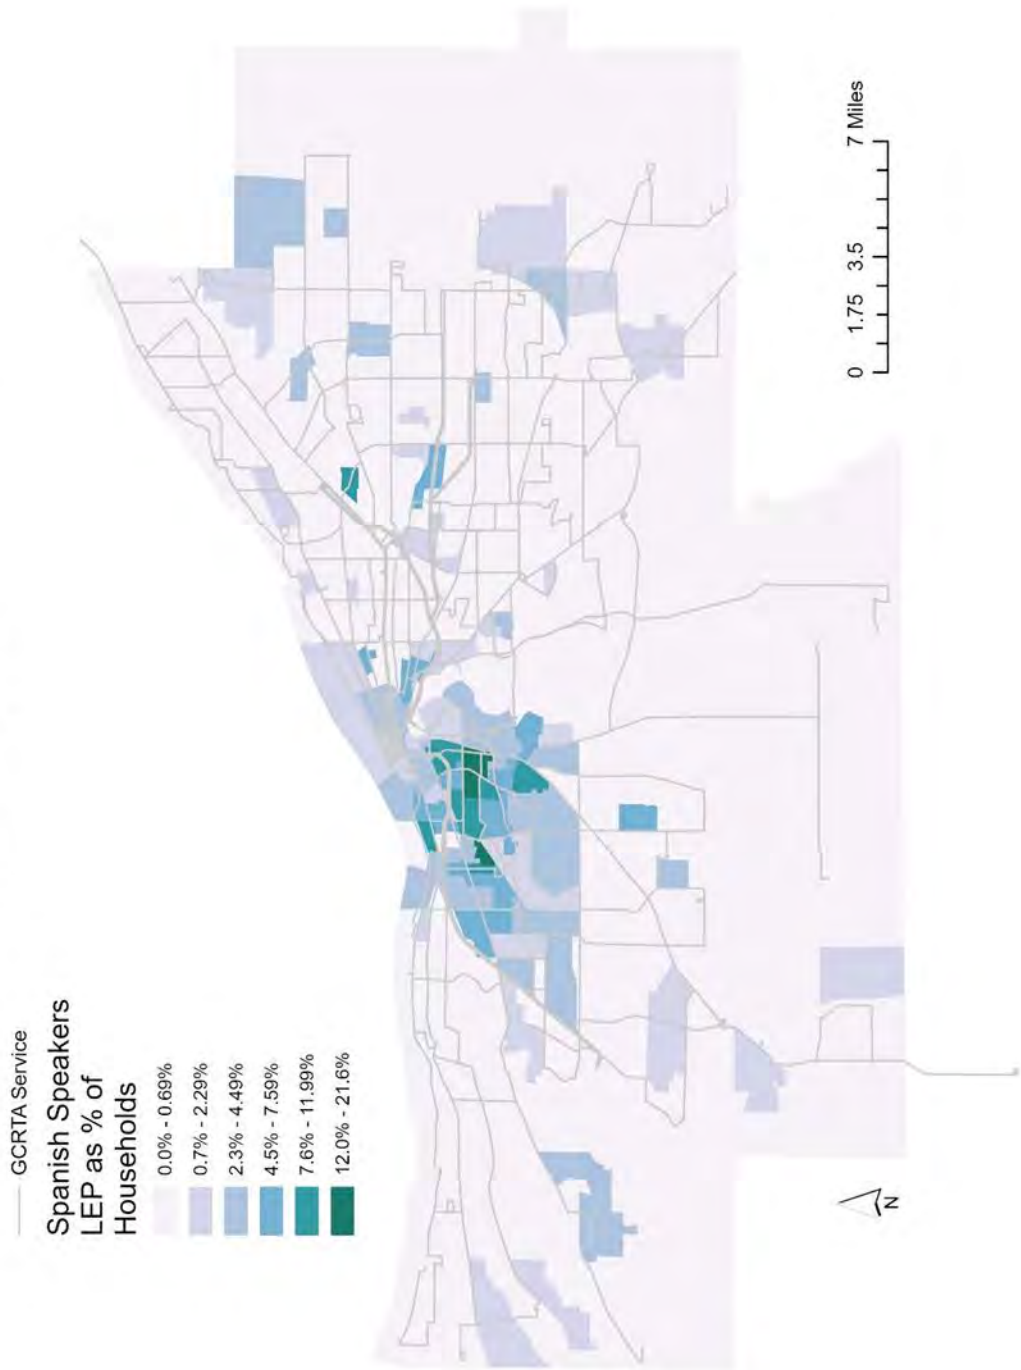 GCRTA Service
Spanish Speakers
LEP as % of
Households
0.0% - 0.69%
0.7% - 2.29%
2.3% - 4.49%
4.5% - 7.59%
7.6% - 11.99%
12.0% - 21.6%
N
0 1.75 3.5 7 Miles